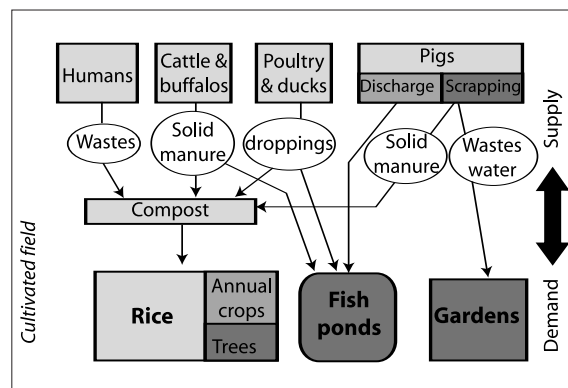 Humans
Cattle &
buffalos
Poultry
& ducks
Pigs
Discharge
Scrapping
Wastes
Solid
manure
droppings
Solid
manure
Wastes
water
Supply
Compost
Cultivated field
Rice
Annual
crops
Trees
Fish
ponds
Gardens
Demand